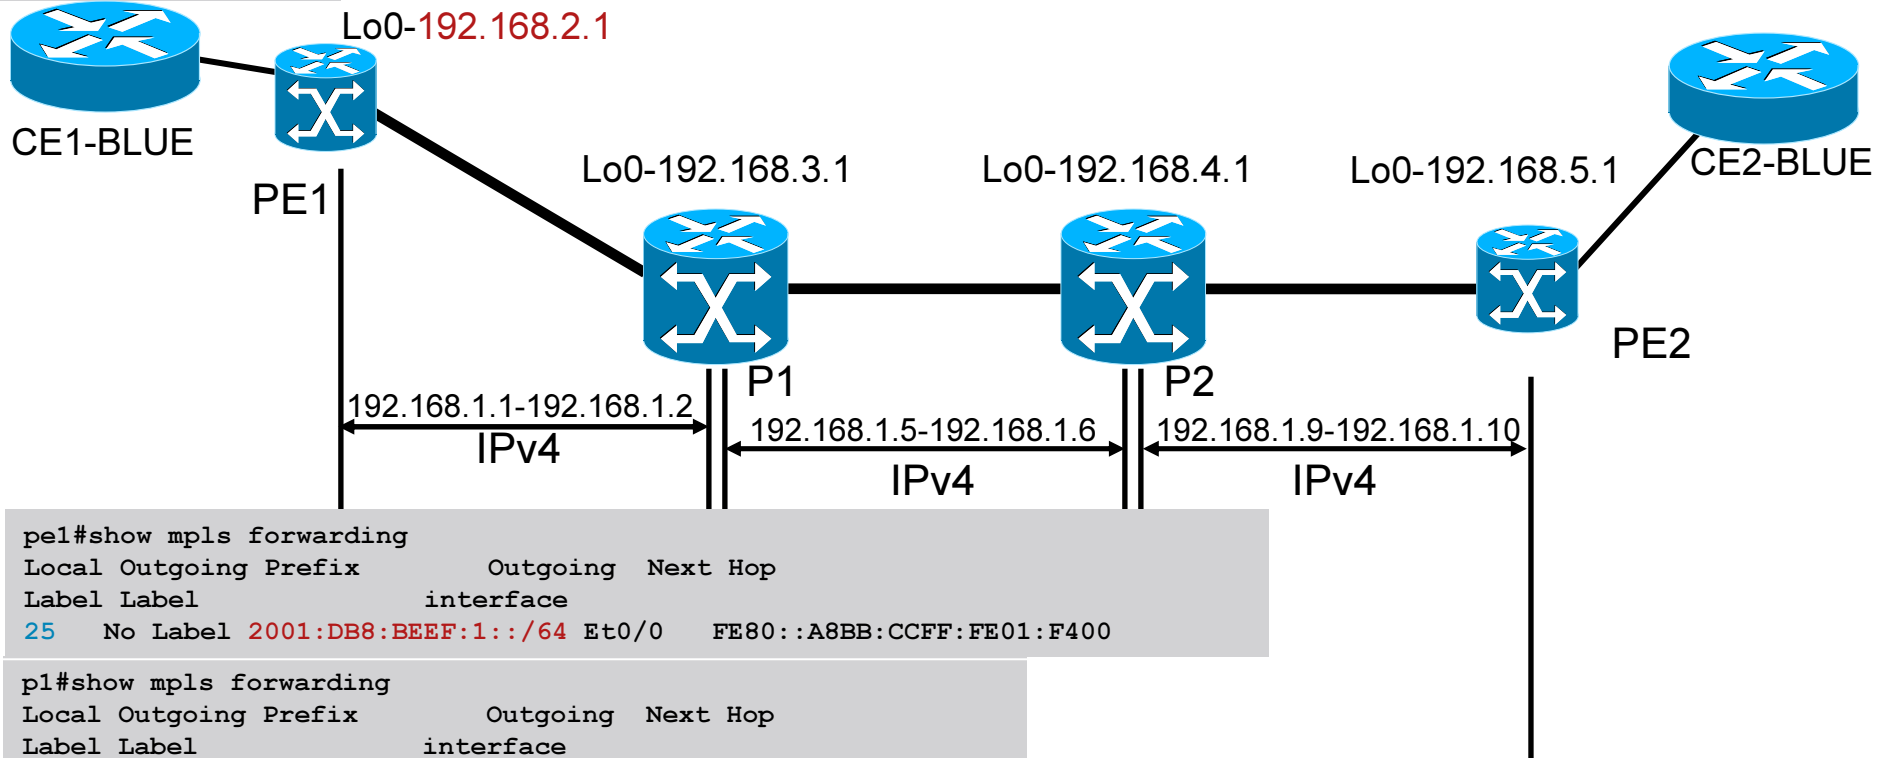 Lo0-192.168.2.1
CE1-BLUE
PE1
Lo0-192.168.3.1
Lo0-192.168.4.1
Lo0-192.168.5.1
CE2-BLUE
P1
P2
PE2
192.168.1.1-192.168.1.2
IPv4
192.168.1.5-192.168.1.6
IPv4
192.168.1.9-192.168.1.10
IPv4
pe1#show mpls forwarding
Local Outgoing Prefix Outgoing Next Hop
Label Label interface
25 No Label 2001:DB8:BEEF:1::/64 Et0/0 FE80::A8BB:CCFF:FE01:F400
p1#show mpls forwarding
Local Outgoing Prefix Outgoing Next Hop
Label Label interface